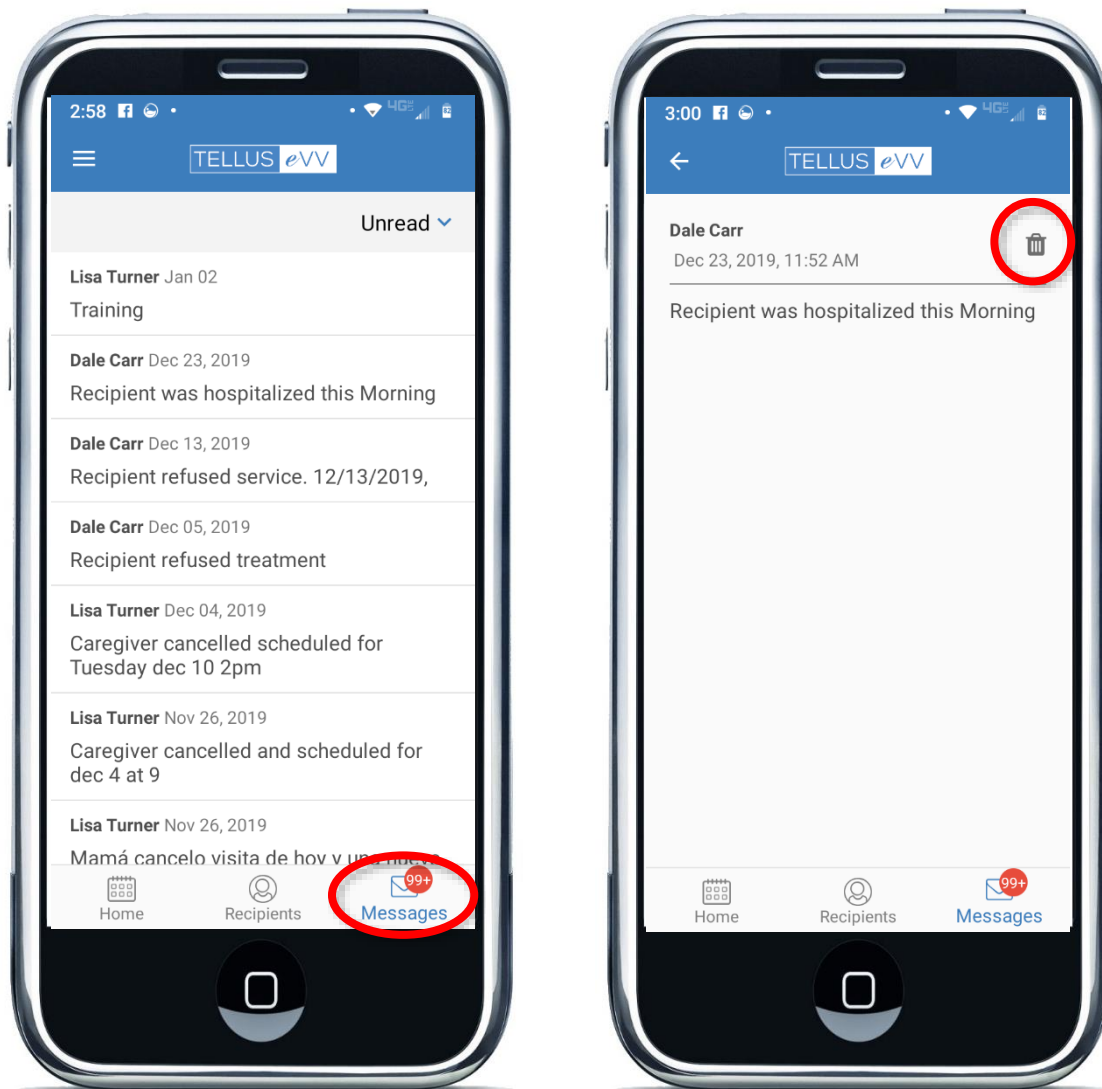 2:58 4G
TELLUS eVV
Unread
Lisa Turner Jan 02
Training
Dale Carr Dec 23, 2019
Recipient was hospitalized this Morning
Dale Carr Dec 13, 2019
Recipient refused service. 12/13/2019,
Dale Carr Dec 05, 2019
Recipient refused treatment
Lisa Turner Dec 04, 2019
Caregiver cancelled scheduled for
Tuesday dec 10 2pm
Lisa Turner Nov 26, 2019
Caregiver cancelled and scheduled for
dec 4 at 9
Lisa Turner Nov 26, 2019
Mamá cancelo visita de hoy y una nueva
99+
Home Recipients Messages
3:00 4G
TELLUS eVV
Dale Carr
Dec 23, 2019, 11:52 AM
Recipient was hospitalized this Morning
99+
Home Recipients Messages